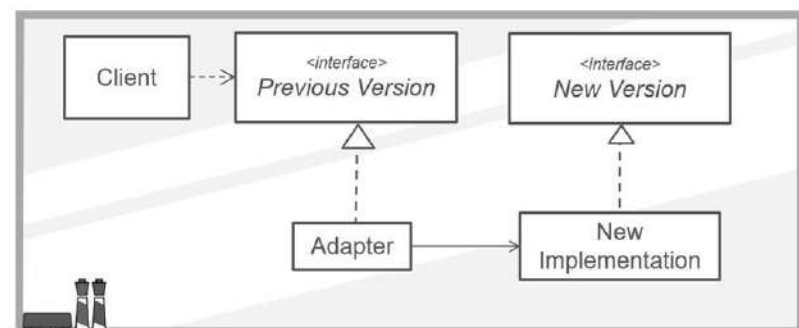 Client
<interface>
Previous Version
<interface>
New Version
Adapter
New
Implementation